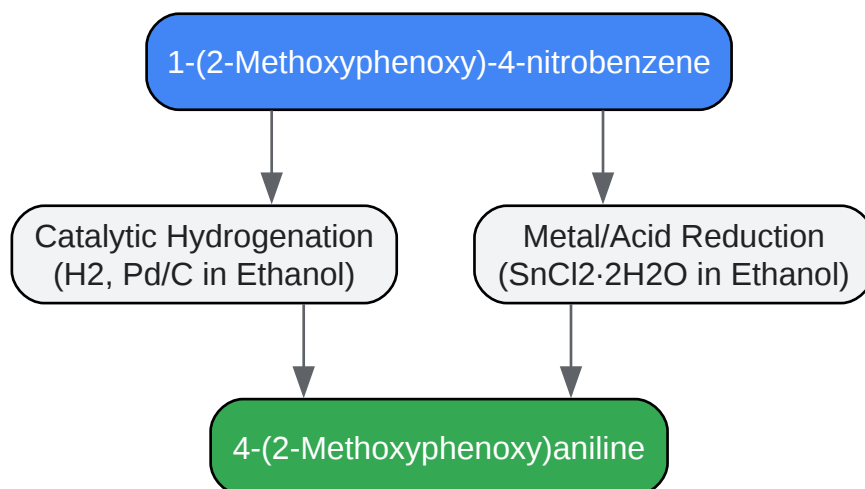 1-(2-Methoxyphenoxy)-4-nitrobenzene
Catalytic Hydrogenation
(H2, Pd/C in Ethanol)
Metal/Acid Reduction
(SnCl2·2H2O in Ethanol)
4-(2-Methoxyphenoxy)aniline